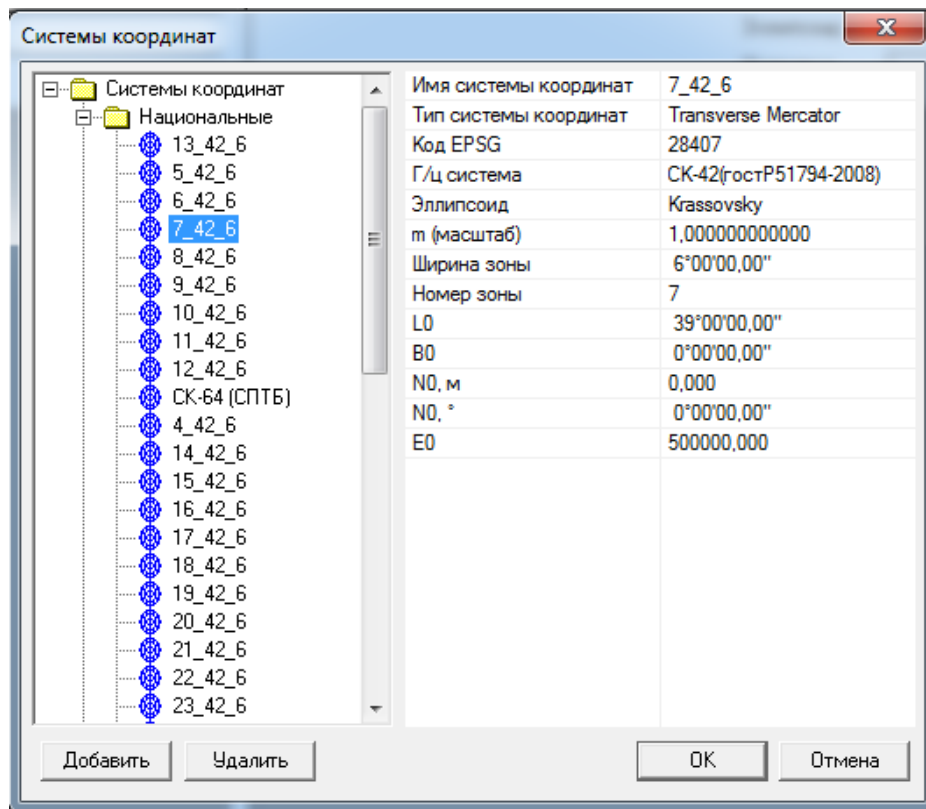 Системы координат
Системы координат
Национальные
13_42_6
5_42_6
6_42_6
7_42_6
8_42_6
9_42_6
10_42_6
11_42_6
12_42_6
СК-64 (СПТБ)
4_42_6
14_42_6
15_42_6
16_42_6
17_42_6
18_42_6
19_42_6
20_42_6
21_42_6
22_42_6
23_42_6
Имя системы координат 7_42_6
Тип системы координат Transverse Mercator
Код EPSG 28407
Г/ц система СК-42(гостР51794-2008)
Эллипсоид Krassovsky
m (масштаб) 1,000000000000
Ширина зоны 6°00'00,00"
Номер зоны 7
L0 39°00'00,00"
B0 0°00'00,00"
N0, м 0,000
N0, ° 0°00'00,00"
E0 500000,000
Добавить Удалить OK Отмена